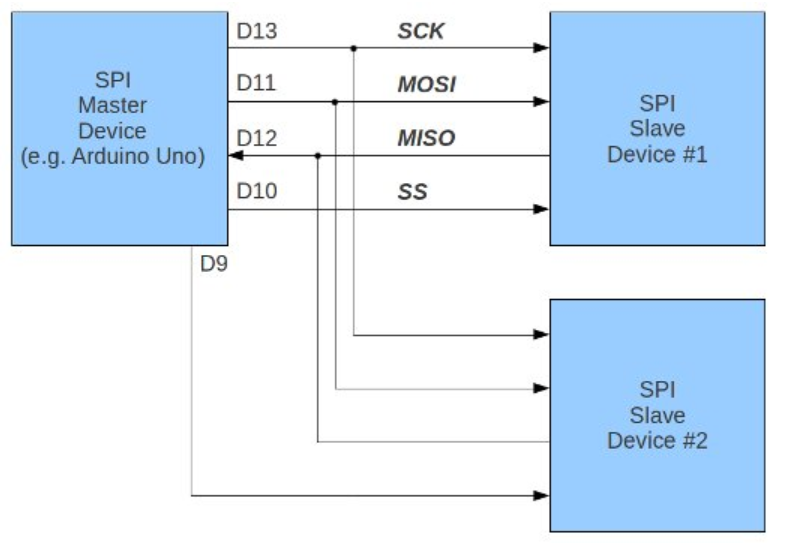 D13
SCK
SPI
Master
Device
(e.g. Arduino Uno)
D11
MOSI
D12
MISO
D10
SS
SPI
Slave
Device #1
D9
SPI
Slave
Device #2